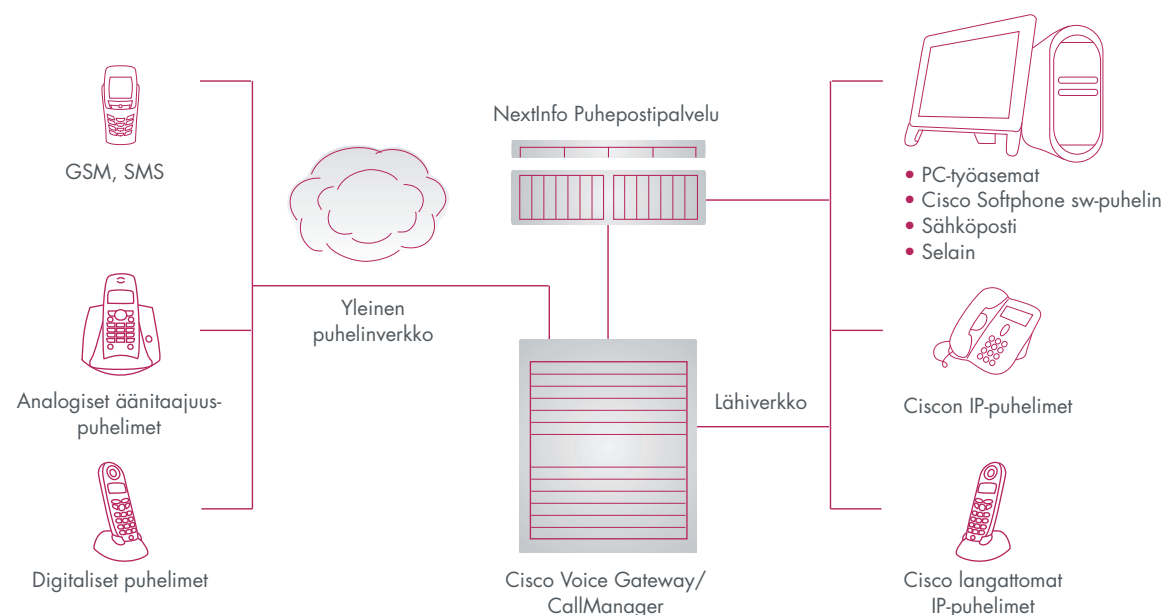 GSM, SMS
Analogiset äänitaajuus-
puhelimet
Digitaliset puhelimet
Yleinen
puhelinverkko
NextInfo Puhepostipalvelu
Cisco Voice Gateway/
CallManager
Lähiverkko
• PC-työasemat
• Cisco Softphone sw-puhelin
• Sähköposti
• Selain
Ciscon IP-puhelimet
Cisco langattomat
IP-puhelimet